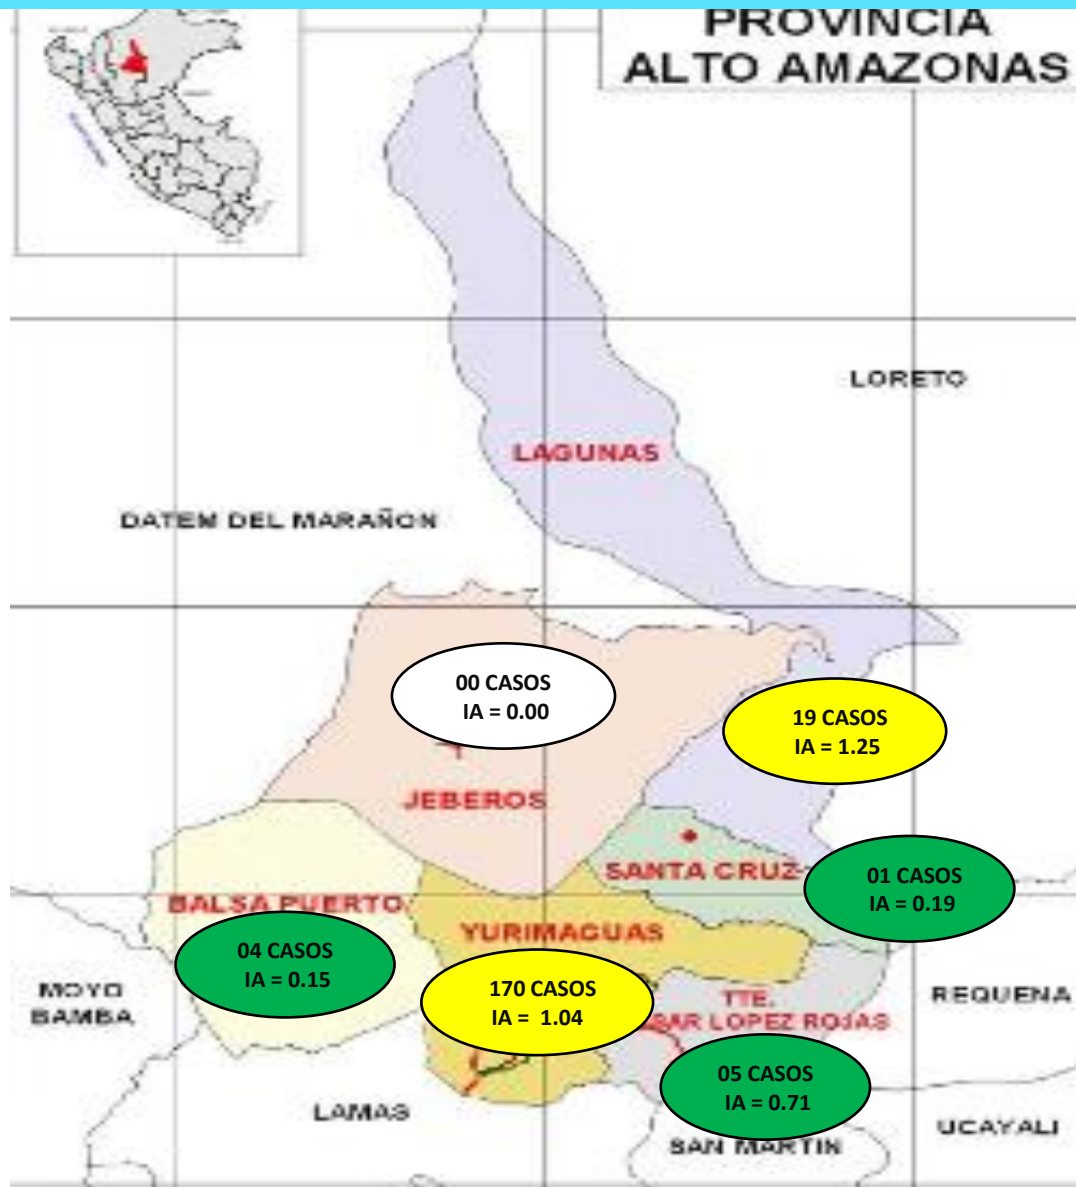 PROVINCIA
ALTO AMAZONAS
LORETO
LAGUNAS
DATEM DEL MARAÑON
00 CASOS
IA = 0.00
19 CASOS
IA = 1.25
JEBEROS
SANTA CRUZ
01 CASOS
IA = 0.19
BALSA PUERTO
YURIMAGUAS
04 CASOS
IA = 0.15
170 CASOS
IA = 1.04
MOYO
BAMBA
TTE.
SAR LOPEZ ROJAS
REQUENA
05 CASOS
IA = 0.71
LAMAS
SAN MARTIN
UCAYALI